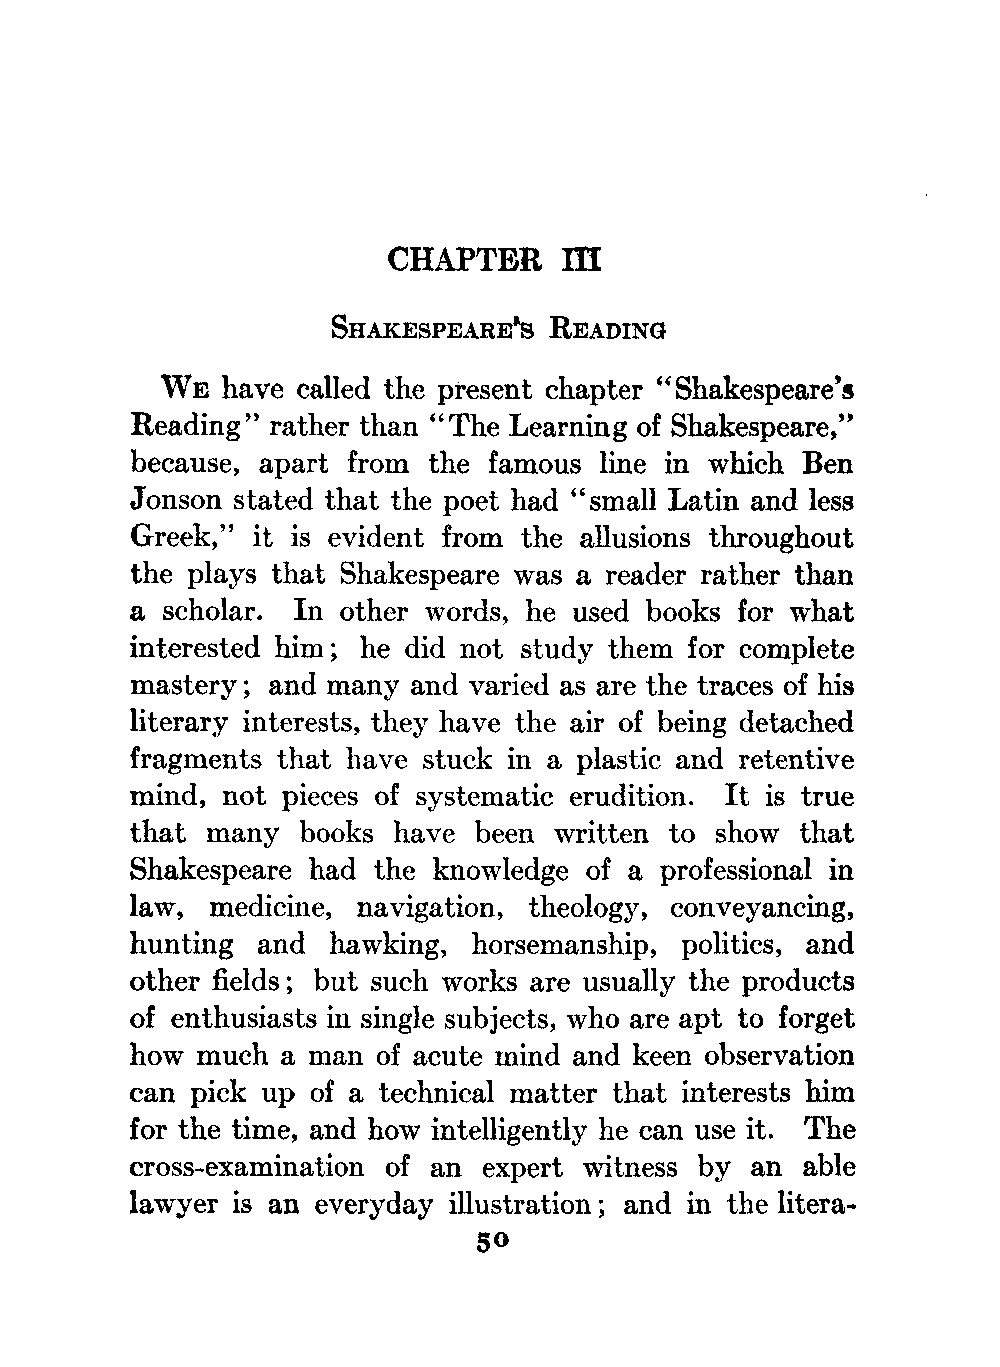 CHAPTER III
SHAKESPEARE'S READING
WE have called the present chapter “Shakespeare's
Reading” rather than “The Learning of Shakespeare,”
because, apart from the famous line in which Ben
Jonson stated that the poet had “small Latin and less
Greek,” it is evident from the allusions throughout
the plays that Shakespeare was a reader rather than
a scholar. In other words, he used books for what
interested him; he did not study them for complete
mastery; and many and varied as are the traces of his
literary interests, they have the air of being detached
fragments that have stuck in a plastic and retentive
mind, not pieces of systematic erudition. It is true
that many books have been written to show that
Shakespeare had the knowledge of a professional in
law, medicine, navigation, theology, conveyancing,
hunting and hawking, horsemanship, politics, and
other fields; but such works are usually the products
of enthusiasts in single subjects, who are apt to forget
how much a man of acute mind and keen observation
can pick up of a technical matter that interests him
for the time, and how intelligently he can use it. The
cross-examination of an expert witness by an able
lawyer is an everyday illustration; and in the litera-
50